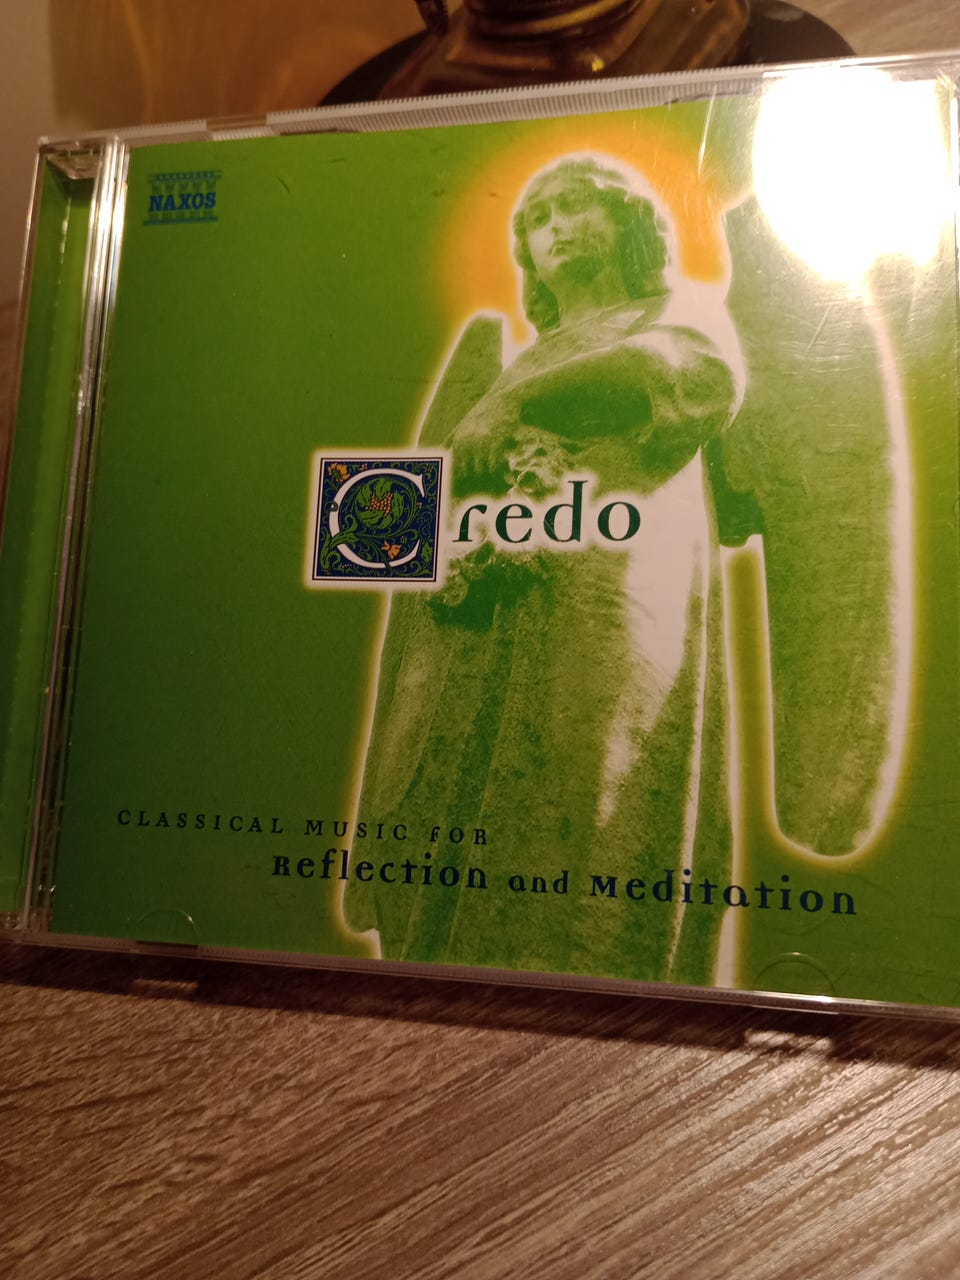 NAXOS
Credo
CLASSICAL MUSIC FOR
Reflection and Meditation